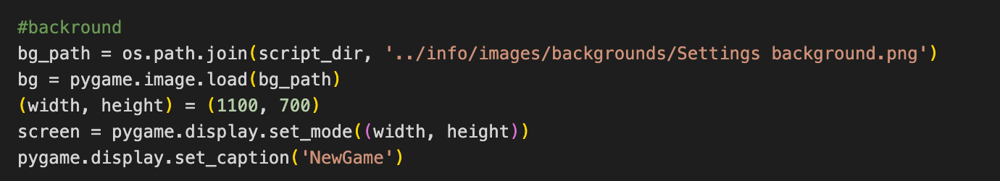 #backround
bg_path = os.path.join(script_dir, '../info/images/backgrounds/Settings background.png')
bg = pygame.image.load(bg_path)
(width, height) = (1100, 700)
screen = pygame.display.set_mode((width, height))
pygame.display.set_caption('NewGame')